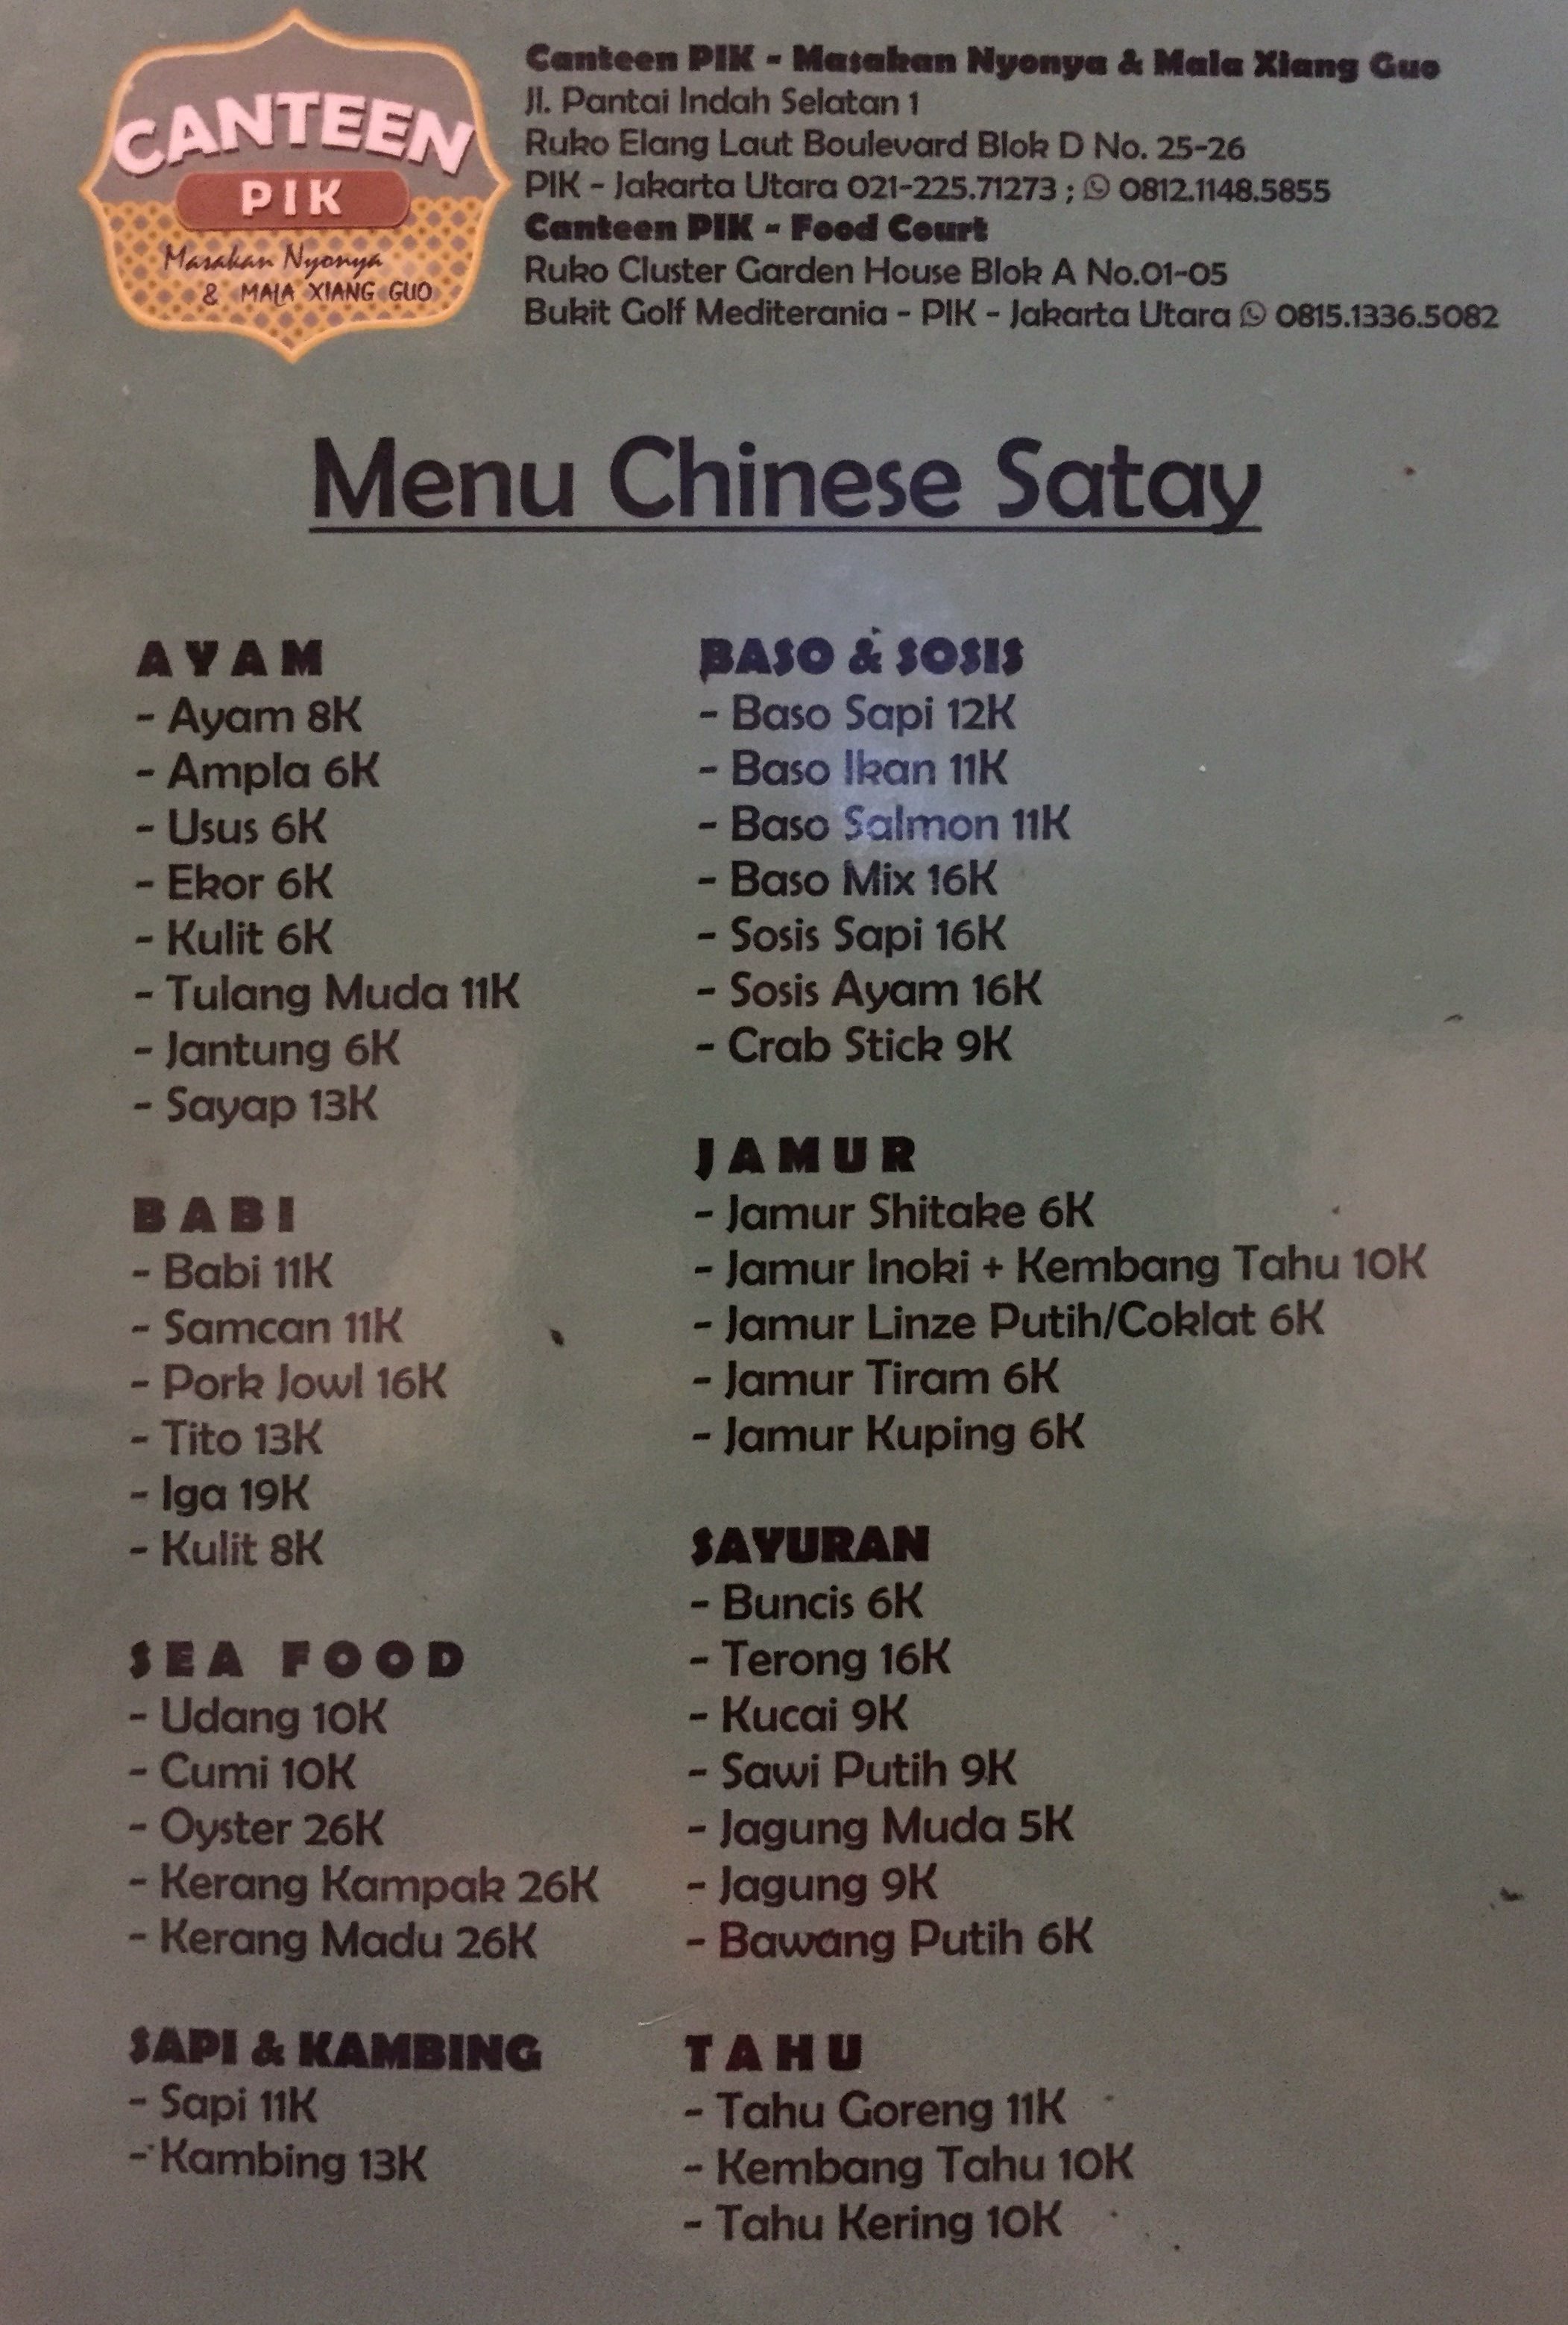 CANTEEN
PIK
Masakan Nyonya
& MALA XIANG GUO
Canteen PIK - Masakan Nyonya & Mala Xiang Guo
Jl. Pantai Indah Selatan 1
Ruko Elang Laut Boulevard Blok D No. 25-26
PIK - Jakarta Utara 021-225.71273 ; 0812.1148.5855
Canteen PIK - Food Court
Ruko Cluster Garden House Blok A No.01-05
Bukit Golf Mediterania - PIK - Jakarta Utara 0815.1336.5082
Menu Chinese Satay
AYAM
- Ayam 8K
- Ampla 6K
- Usus 6K
- Ekor 6K
- Kulit 6K
- Tulang Muda 11K
- Jantung 6K
- Sayap 13K
BABI
- Babi 11K
- Samcan 11K
- Pork Jowl 16K
- Tito 13K
- Iga 19K
- Kulit 8K
SEA FOOD
- Udang 10K
- Cumi 10K
- Oyster 26K
- Kerang Kampak 26K
- Kerang Madu 26K
SAPI & KAMBING
- Sapi 11K
- Kambing 13K
BASO & SOSIS
- Baso Sapi 12K
- Baso Ikan 11K
- Baso Salmon 11K
- Baso Mix 16K
- Sosis Sapi 16K
- Sosis Ayam 16K
- Crab Stick 9K
JAMUR
- Jamur Shitake 6K
- Jamur Inoki + Kembang Tahu 10K
- Jamur Linze Putih/Coklat 6K
- Jamur Tiram 6K
- Jamur Kuping 6K
SAYURAN
- Buncis 6K
- Terong 16K
- Kucai 9K
- Sawi Putih 9K
- Jagung Muda 5K
- Jagung 9K
- Bawang Putih 6K
TAHU
- Tahu Goreng 11K
- Kembang Tahu 10K
- Tahu Kering 10K